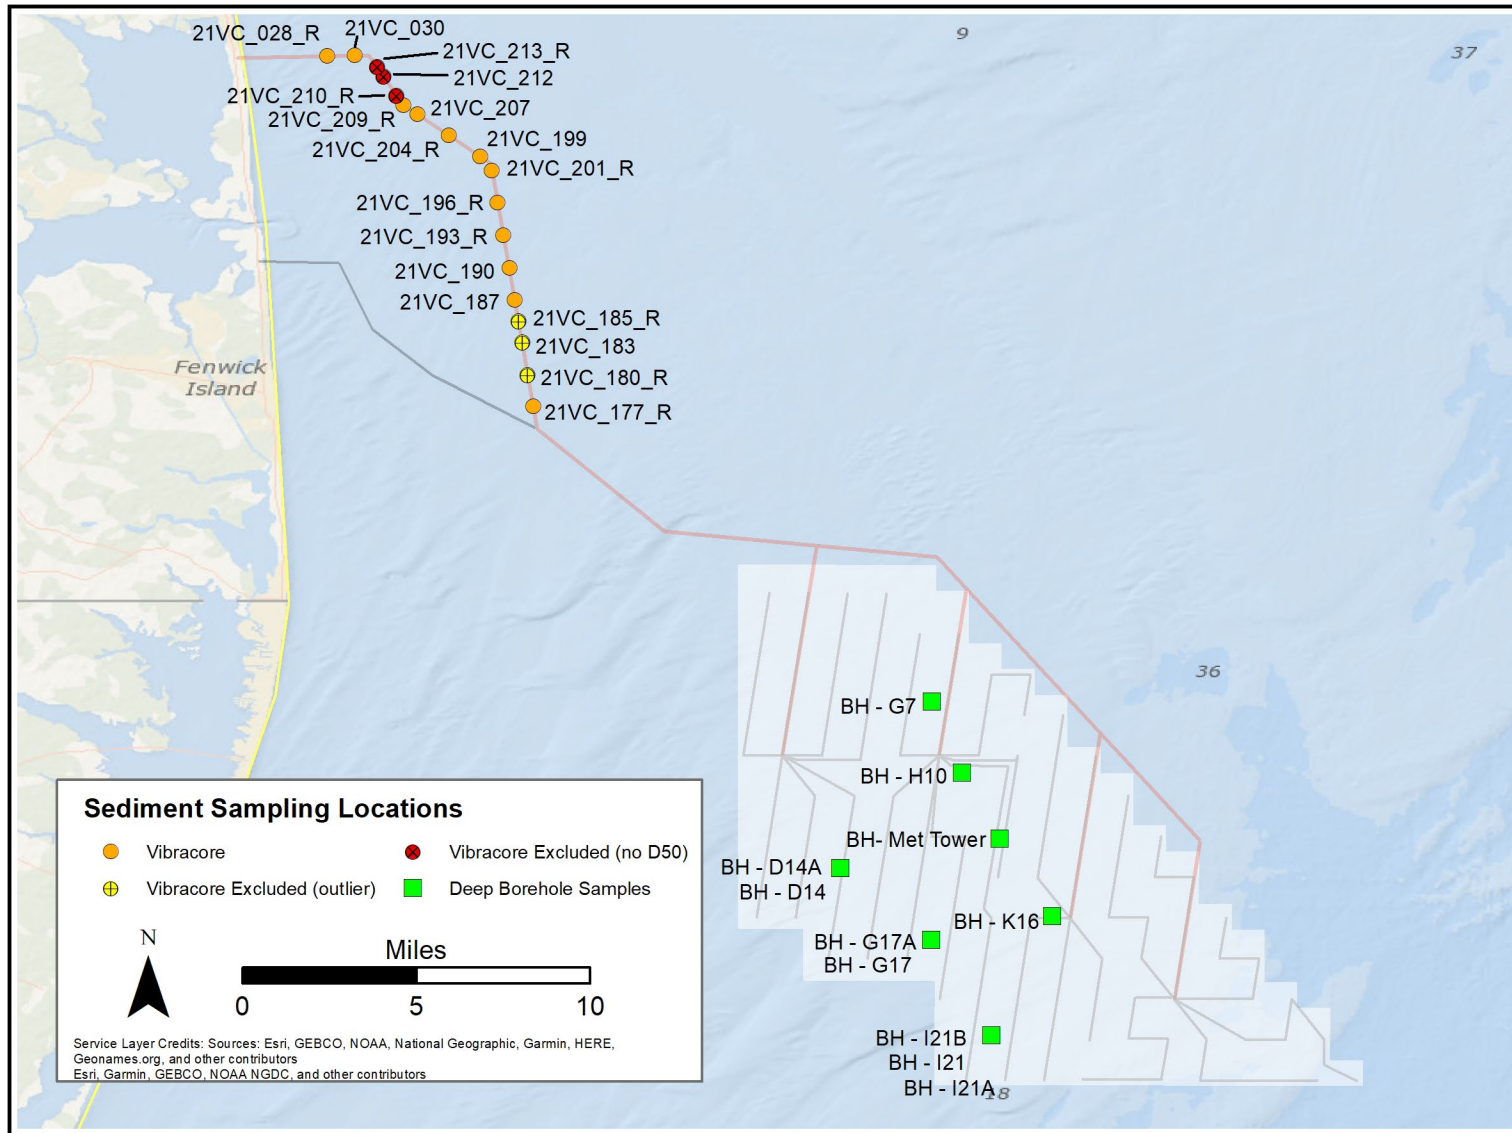 9
37
21VC_028_R
21VC_030
21VC_213_R
21VC_212
21VC_210_R
21VC_207
21VC_209_R
21VC_204_R
21VC_199
21VC_201_R
21VC_196_R
21VC_193_R
21VC_190
21VC_187
21VC_185_R
21VC_183
21VC_180_R
21VC_177_R
Fenwick
Island
36
BH - G7
BH - H10
BH- Met Tower
BH - D14A
BH - D14
BH - K16
BH - G17A
BH - G17
BH - I21B
BH - I21
BH - I21A
18
Sediment Sampling Locations
Vibracore
Vibracore Excluded (no D50)
Vibracore Excluded (outlier)
Deep Borehole Samples
N
Miles
0 5 10
Service Layer Credits: Sources: Esri, GEBCO, NOAA, National Geographic, Garmin, HERE,
Geonames.org, and other contributors
Esri, Garmin, GEBCO, NOAA NGDC, and other contributors